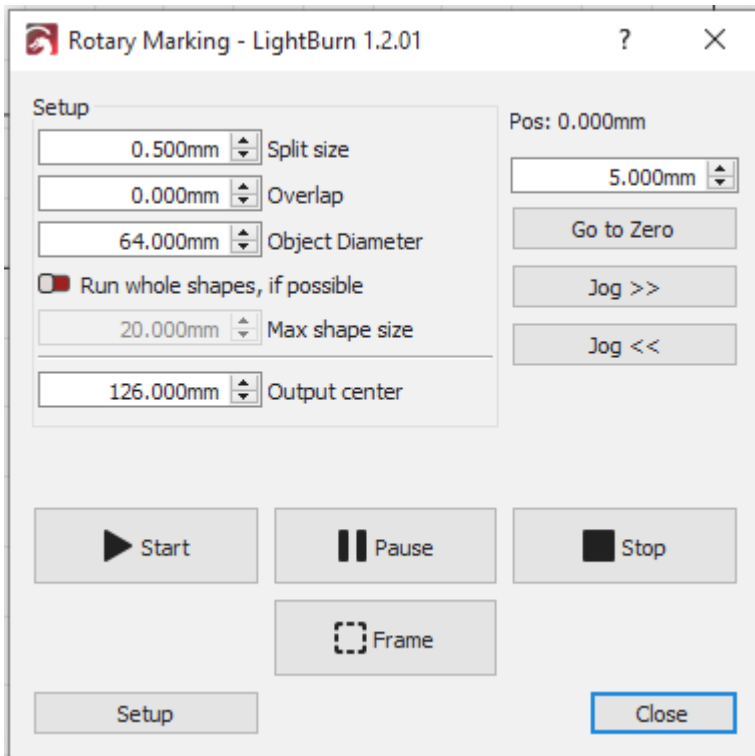 Rotary Marking - LightBurn 1.2.01
?
Setup
0.500mm Split size
0.000mm Overlap
64.000mm Object Diameter
Run whole shapes, if possible
20.000mm Max shape size
126.000mm Output center
Pos: 0.000mm
5.000mm
Go to Zero
Jog >>
Jog <<
Start
Pause
Stop
Frame
Setup
Close